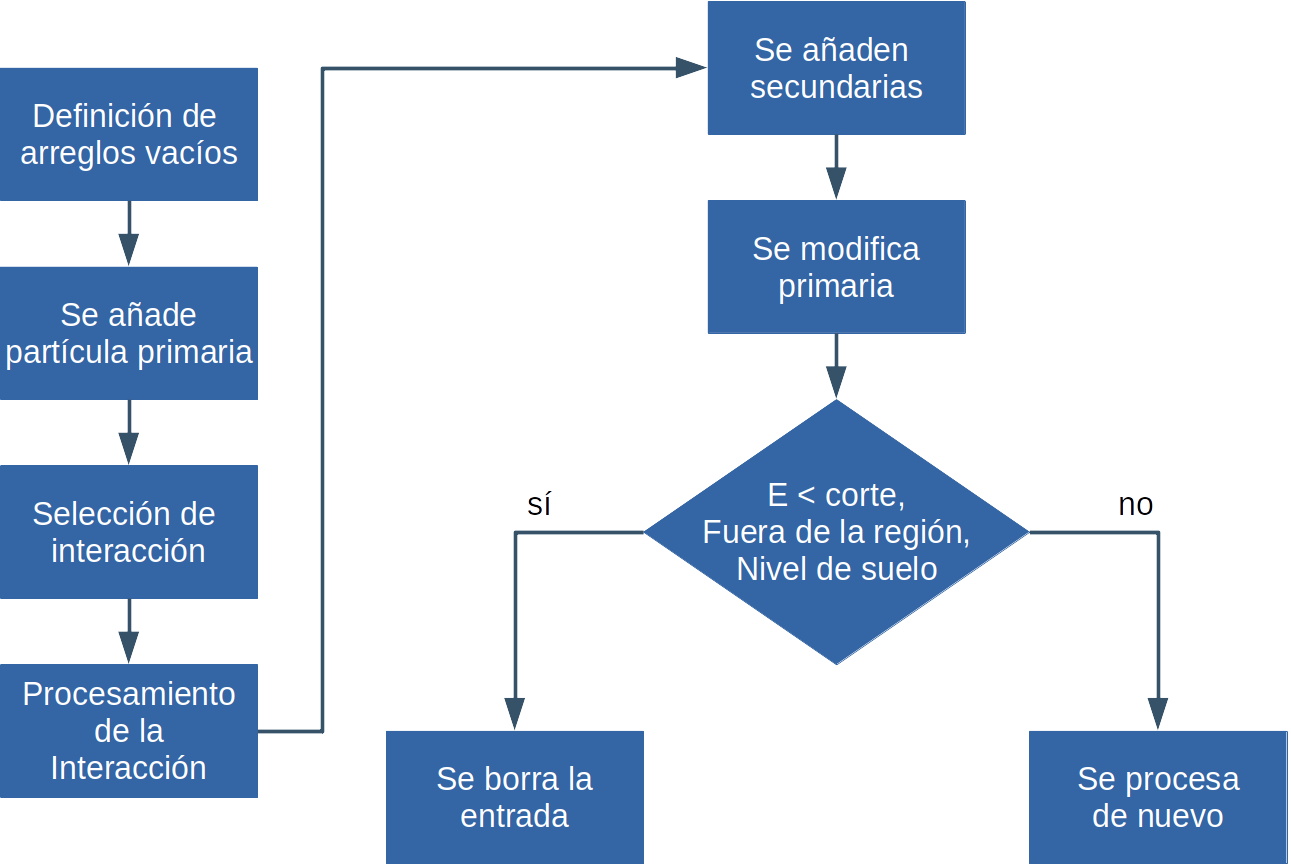 Definición de
arreglos vacíos
Se añade
partícula primaria
Selección de
interacción
Procesamiento
de la
Interacción
Se añaden
secundarias
Se modifica
primaria
E < corte,
Fuera de la región,
Nivel de suelo
sí
no
Se borra la
entrada
Se procesa
de nuevo